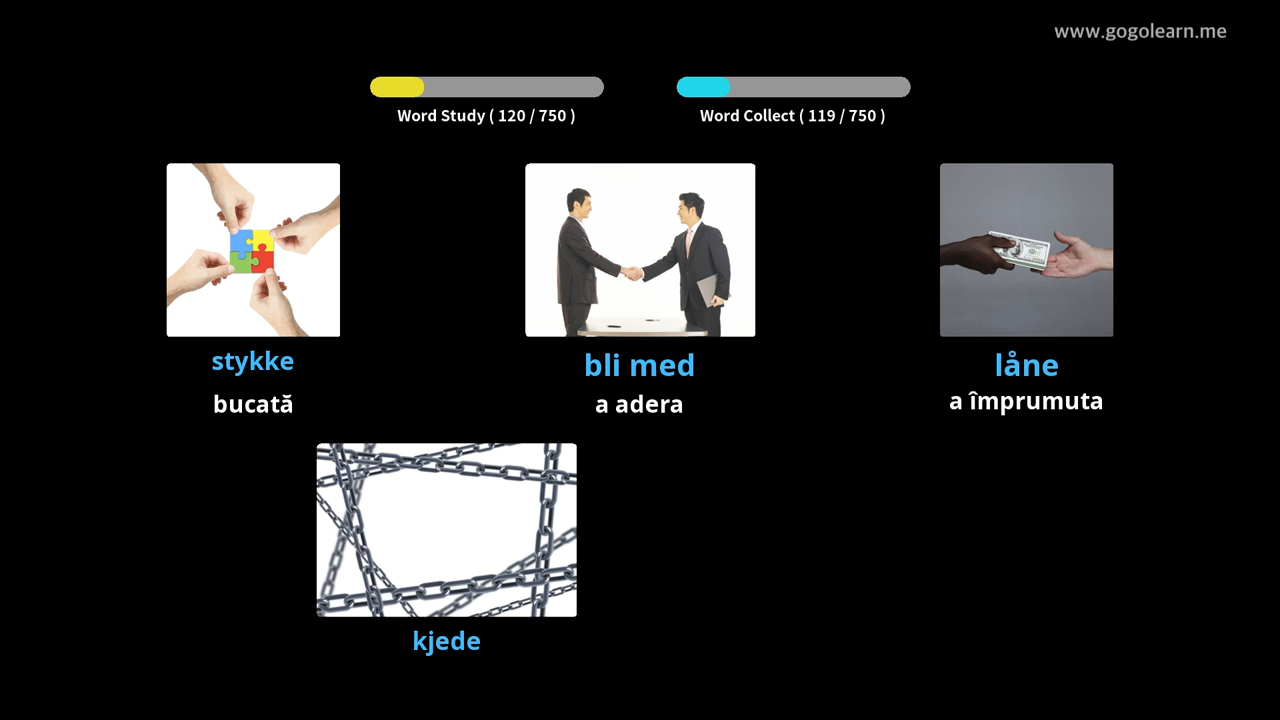 www.gogolearn.me
Word Study ( 120 / 750 )
Word Collect ( 119 / 750 )
stykke
bucată
bli med
a adera
låne
a împrumuta
kjede